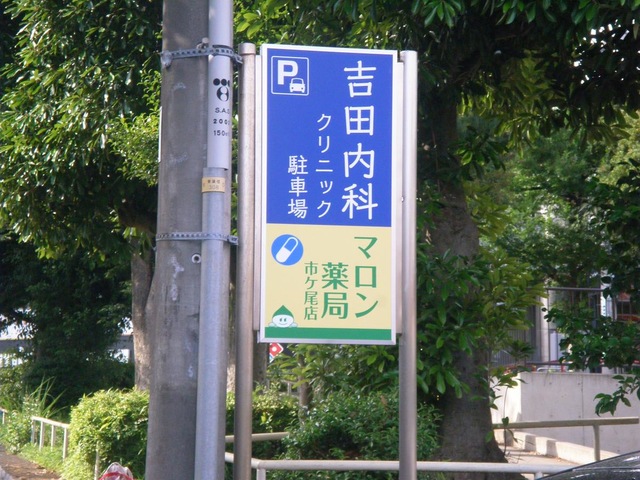 P
吉田内科
クリニック
駐車場
マロン
薬局
市ケ尾店